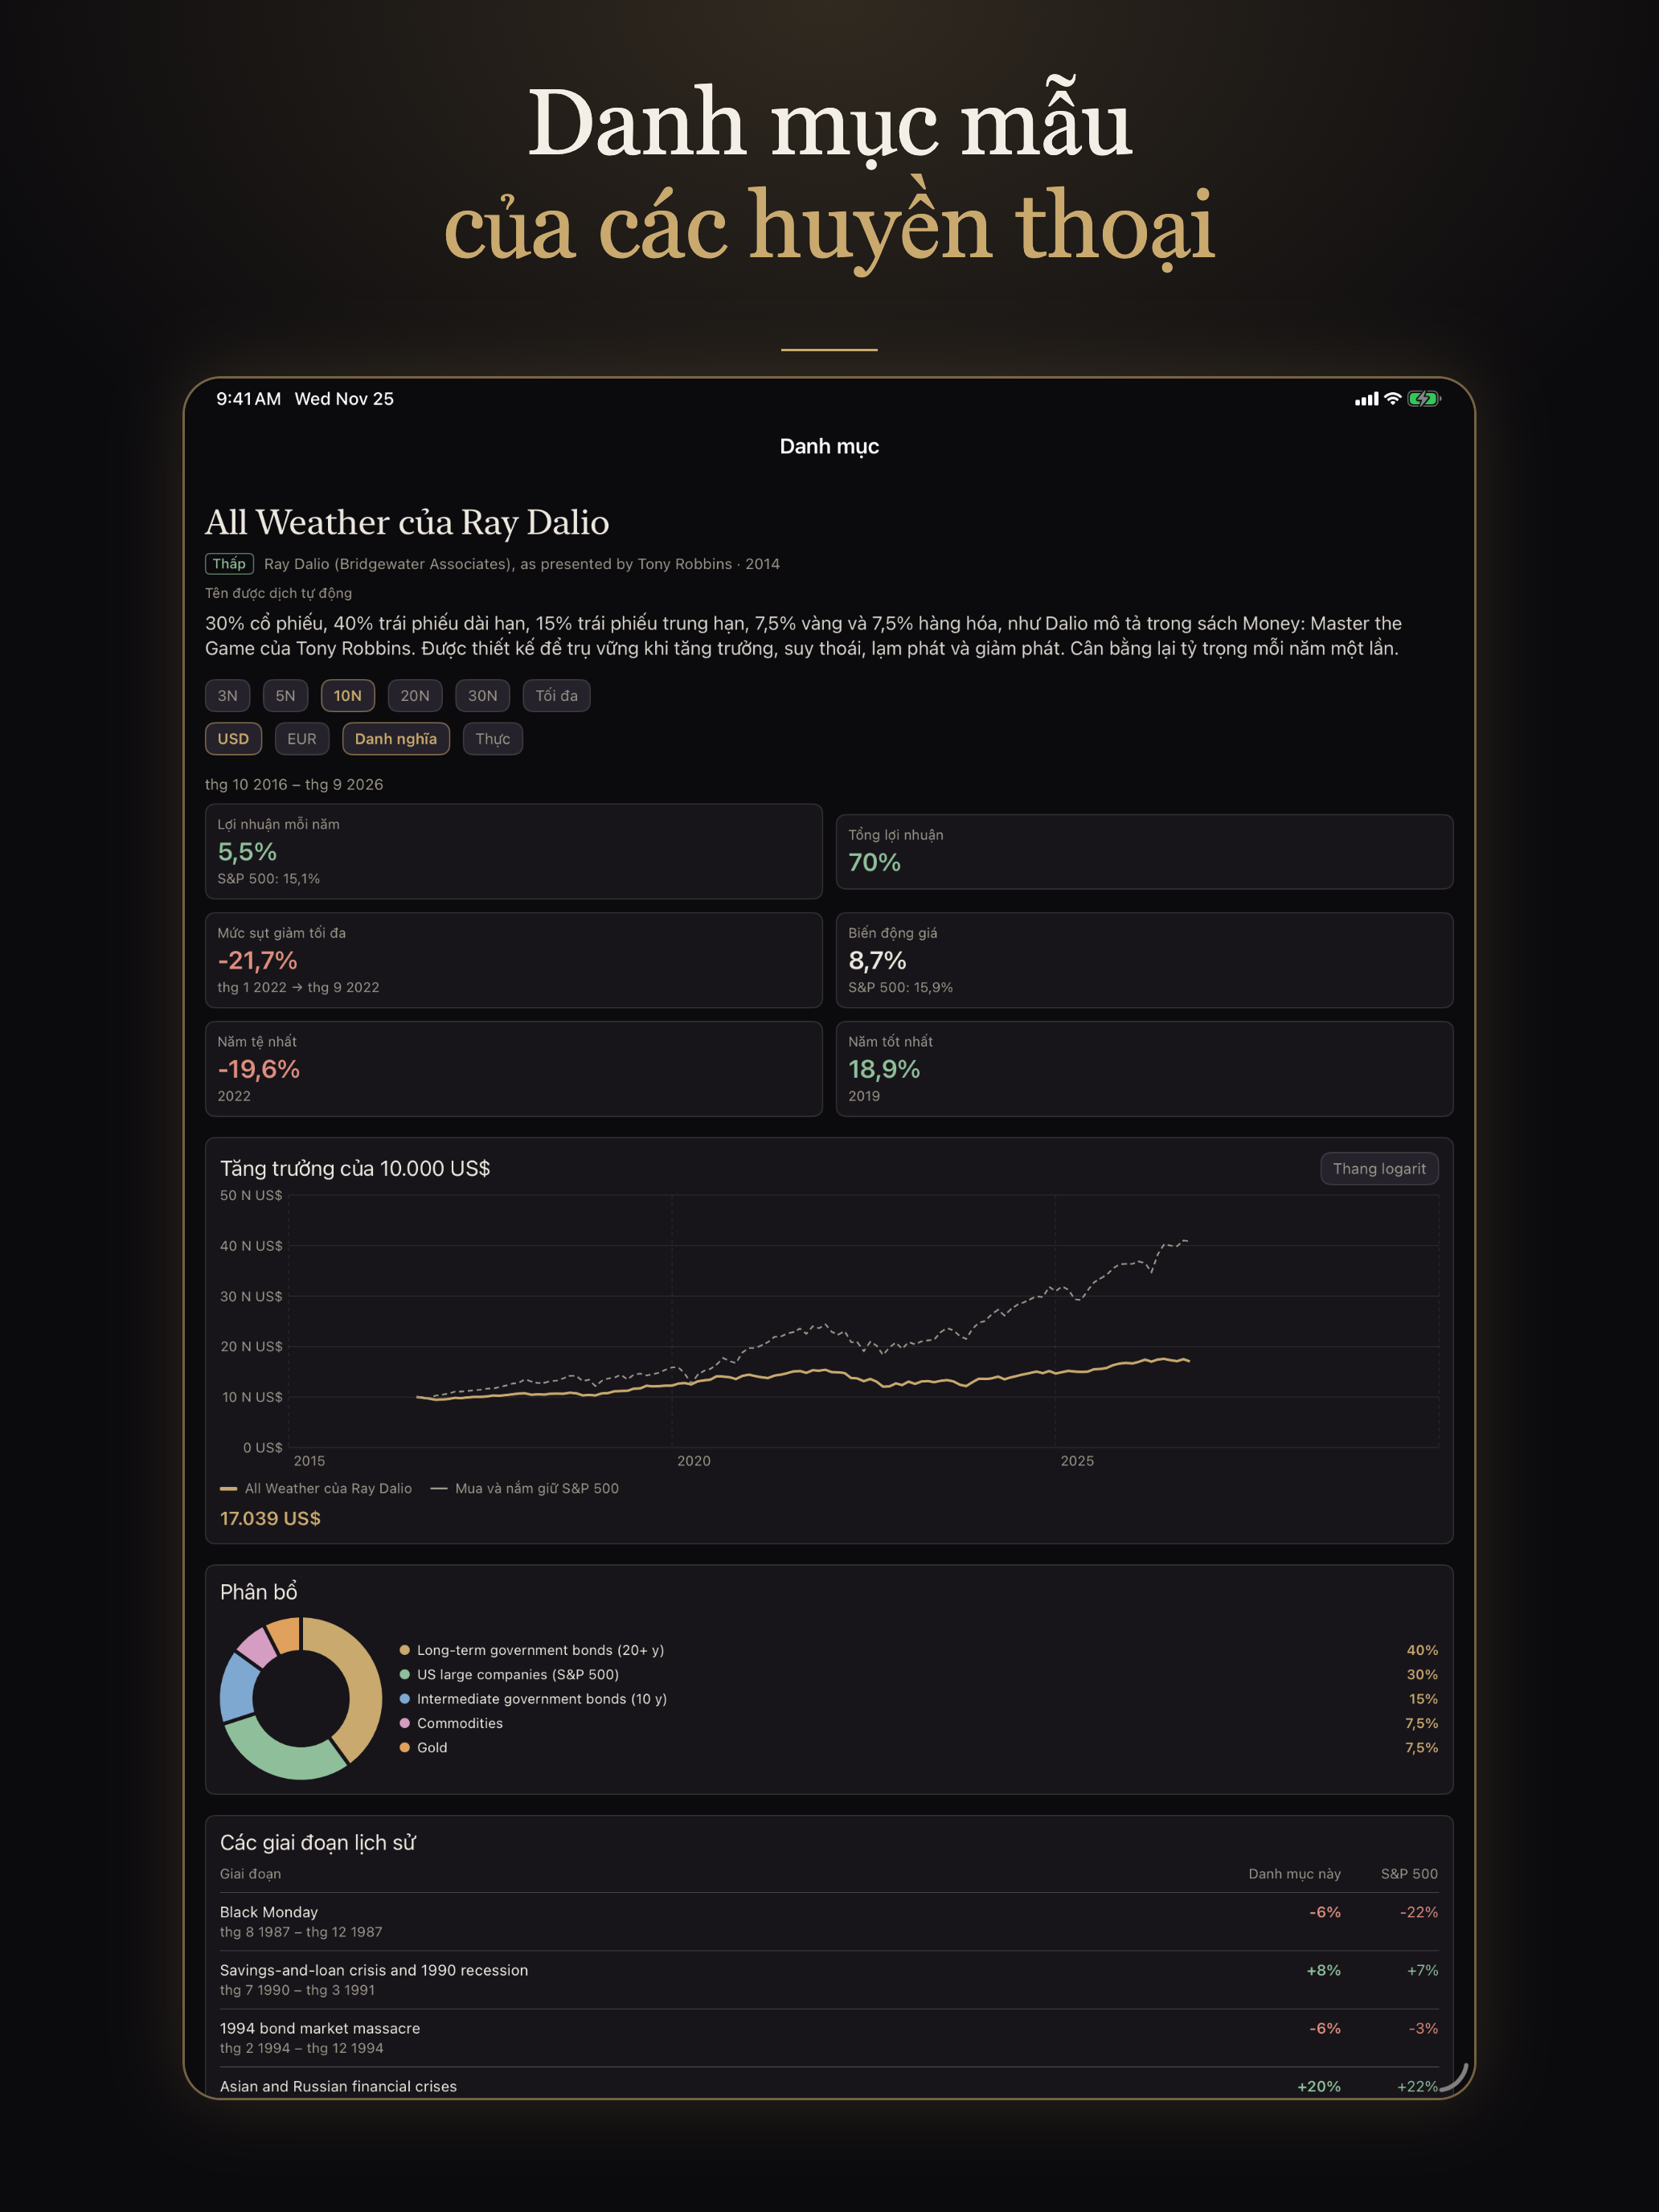 Danh mục mẫu
của các huyền thoại
9:41 AM Wed Nov 25
Danh mục
All Weather của Ray Dalio
Thấp Ray Dalio (Bridgewater Associates), as presented by Tony Robbins · 2014
Tên được dịch tự động
30% cổ phiếu, 40% trái phiếu dài hạn, 15% trái phiếu trung hạn, 7,5% vàng và 7,5% hàng hóa, như Dalio mô tả trong sách Money: Master the
Game của Tony Robbins. Được thiết kế để trụ vững khi tăng trưởng, suy thoái, lạm phát và giảm phát. Cân bằng lại tỷ trọng mỗi năm một lần.
3N 5N 10N 20N 30N Tối đa
USD EUR Danh nghĩa Thực
thg 10 2016 – thg 9 2026
Lợi nhuận mỗi năm
5,5%
S&P 500: 15,1%
Tổng lợi nhuận
70%
Mức sụt giảm tối đa
-21,7%
thg 1 2022 → thg 9 2022
Biến động giá
8,7%
S&P 500: 15,9%
Năm tệ nhất
-19,6%
2022
Năm tốt nhất
18,9%
2019
Tăng trưởng của 10.000 US$
Thang logarit
50 N US$
40 N US$
30 N US$
20 N US$
10 N US$
0 US$
2015 2020 2025
All Weather của Ray Dalio Mua và nắm giữ S&P 500
17.039 US$
Phân bổ
Long-term government bonds (20+ y) 40%
US large companies (S&P 500) 30%
Intermediate government bonds (10 y) 15%
Commodities 7,5%
Gold 7,5%
Các giai đoạn lịch sử
Giai đoạn Danh mục này S&P 500
Black Monday -6% -22%
thg 8 1987 – thg 12 1987
Savings-and-loan crisis and 1990 recession +8% +7%
thg 7 1990 – thg 3 1991
1994 bond market massacre -6% -3%
thg 2 1994 – thg 12 1994
Asian and Russian financial crises +20% +22%